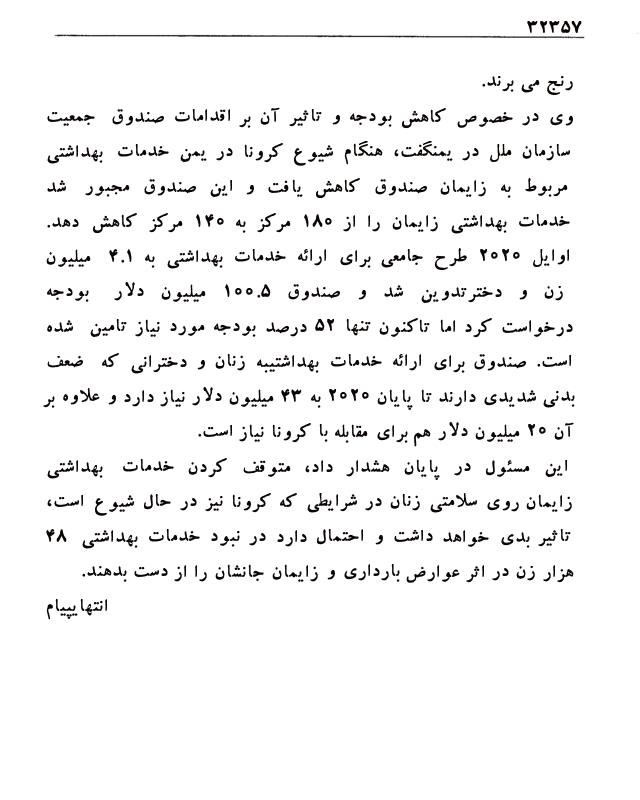 ۳۲۳۵۷
رنج می برند.
وی در خصوص کاهش بودجه و تاثیر آن بر اقدامات صندوق جمعیت
سازمان ملل در یمنگفت، هنگام شیوع کرونا در یمن خدمات بهداشتی
مربوط به زایمان صندوق کاهش یافت و این صندوق مجبور شد
خدمات بهداشتی زایمان را از ۱۸۰ مرکز به ۱۴۰ مرکز کاهش دهد.
اوایل ۲۰۲۰ طرح جامعی برای ارائه خدمات بهداشتی به ۴.۱ میلیون
زن و دخترتدوین شد و صندوق ۱۰۰.۵ میلیون دلار بودجه
درخواست کرد اما تاکنون تنها ۵۲ درصد بودجه مورد نیاز تامین شده
است. صندوق برای ارائه خدمات بهداشتیبه زنان و دخترانی که ضعف
بدنی شدیدی دارند تا پایان ۲۰۲۰ به ۴۳ میلیون دلار نیاز دارد و علاوه بر
آن ۲۰ میلیون دلار هم برای مقابله با کرونا نیاز است.
این مسئول در پایان هشدار داد، متوقف کردن خدمات بهداشتی
زایمان روی سلامتی زنان در شرایطی که کرونا نیز در حال شیوع است،
تاثیر بدی خواهد داشت و احتمال دارد در نبود خدمات بهداشتی ۴۸
هزار زن در اثر عوارض بارداری و زایمان جانشان را از دست بدهند.
انتهایپیام